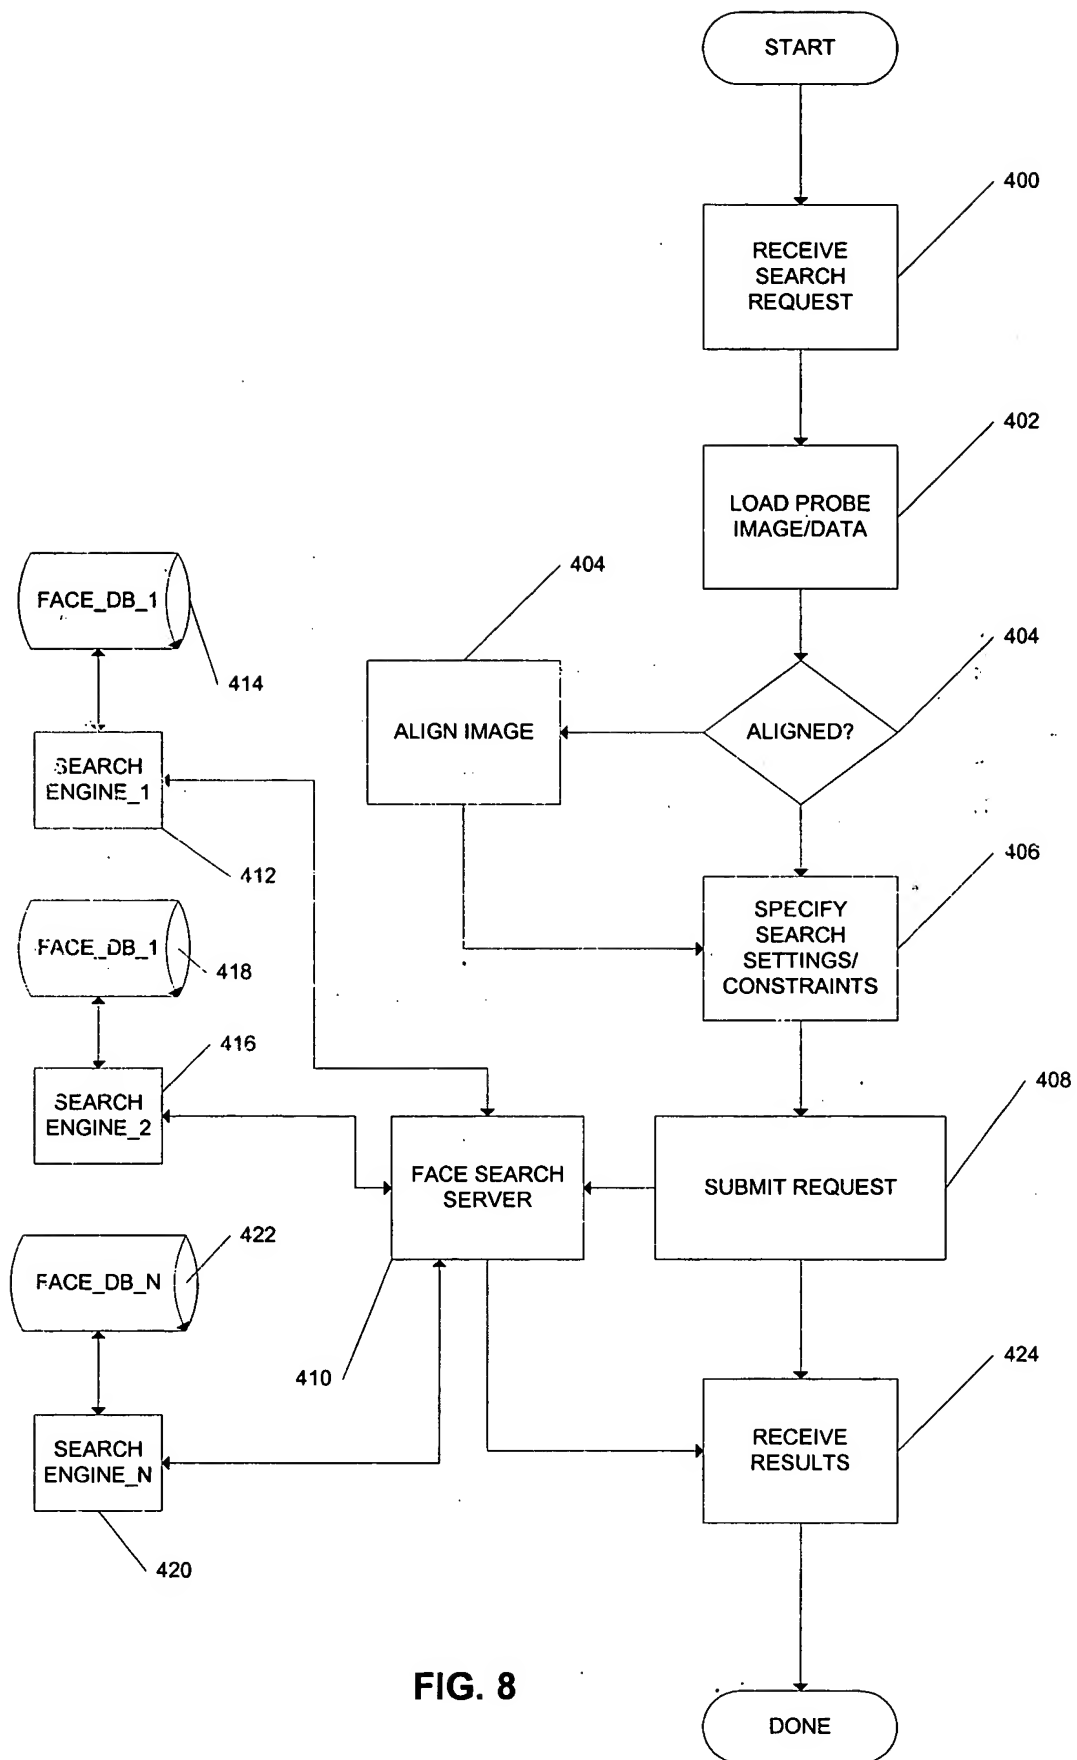 START
400
RECEIVE
SEARCH
REQUEST
402
LOAD PROBE
IMAGE/DATA
404
404
FACE_DB_1
414
ALIGN IMAGE
ALIGNED?
SEARCH
ENGINE_1
412
406
SPECIFY
SEARCH
SETTINGS/
CONSTRAINTS
FACE_DB_1
418
416
SEARCH
ENGINE_2
408
FACE SEARCH
SERVER
SUBMIT REQUEST
422
FACE_DB_N
410
424
RECEIVE
RESULTS
SEARCH
ENGINE_N
420
FIG. 8
DONE